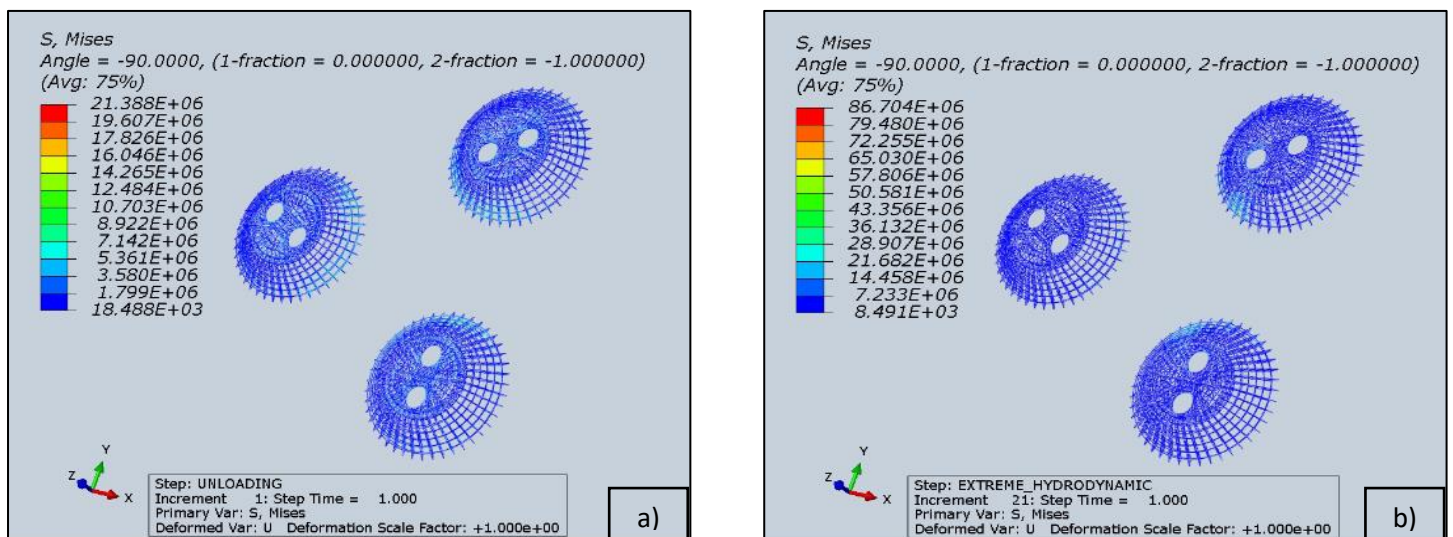 S, Mises
Angle = -90.0000, (1-fraction = 0.000000, 2-fraction = -1.000000)
(Avg: 75%)
21.388E+06
19.607E+06
17.826E+06
16.046E+06
14.265E+06
12.484E+06
10.703E+06
8.922E+06
7.142E+06
5.361E+06
3.580E+06
1.799E+06
18.488E+03
Y
Z
X
Step: UNLOADING
Increment 1: Step Time = 1.000
Primary Var: S, Mises
Deformed Var: U Deformation Scale Factor: +1.000e+00
a)
S, Mises
Angle = -90.0000, (1-fraction = 0.000000, 2-fraction = -1.000000)
(Avg: 75%)
86.704E+06
79.480E+06
72.255E+06
65.030E+06
57.806E+06
50.581E+06
43.356E+06
36.132E+06
28.907E+06
21.682E+06
14.458E+06
7.233E+06
8.491E+03
Y
Z
X
Step: EXTREME_HYDRODYNAMIC
Increment 21: Step Time = 1.000
Primary Var: S, Mises
Deformed Var: U Deformation Scale Factor: +1.000e+00
b)